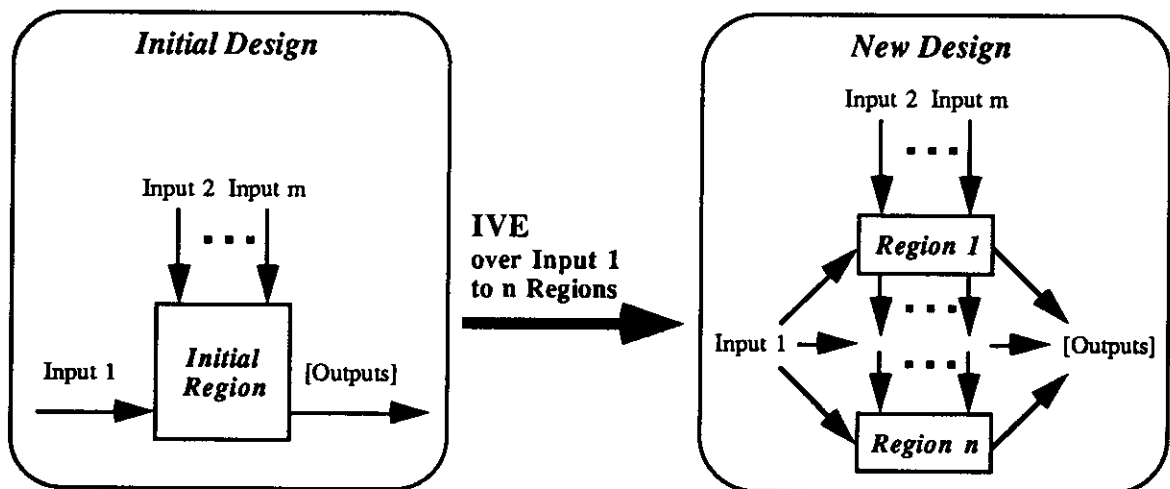 Initial Design
Input 2 Input m
Initial
Region
Input 1
[Outputs]
IVE
over Input 1
to n Regions
New Design
Input 2 Input m
Region 1
Input 1
[Outputs]
Region n